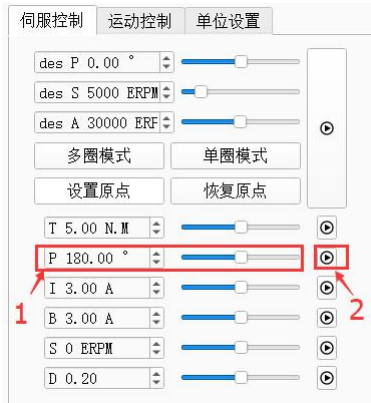 伺服控制 运动控制 单位设置
des P 0.00 °
des S 5000 ERPM
des A 30000 ERF
多圈模式 单圈模式
设置原点 恢复原点
T 5.00 N.M
P 180.00 °
I 3.00 A
1 2
B 3.00 A
S 0 ERPM
D 0.20